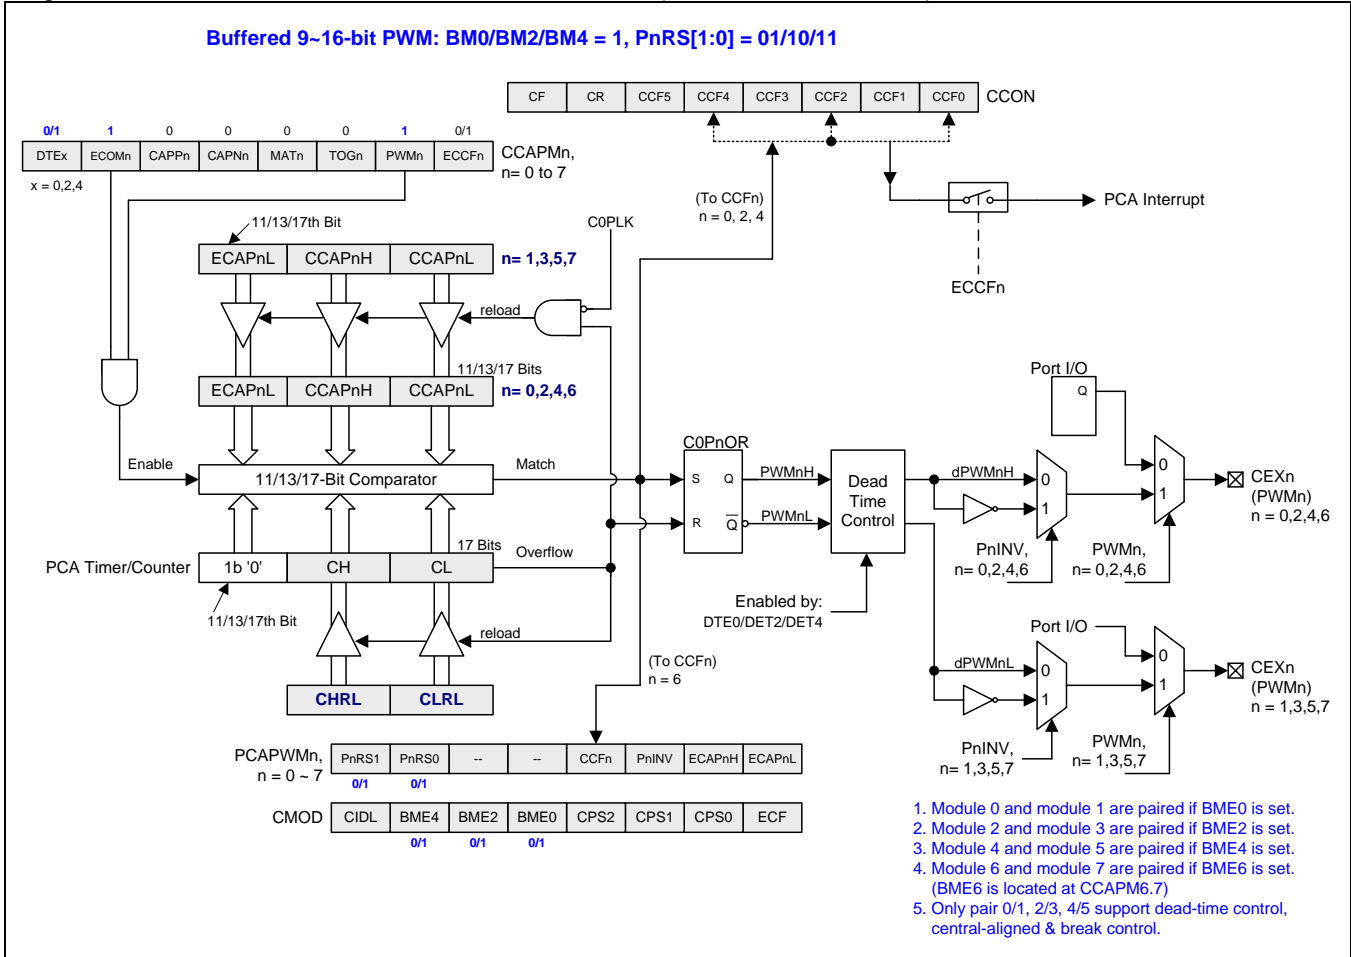 Buffered 9~16-bit PWM: BM0/BM2/BM4 = 1, PnRS[1:0] = 01/10/11
CF CR CCF5 CCF4 CCF3 CCF2 CCF1 CCF0 CCON
0/1 1 0 0 0 0 1 0/1
DTEx ECOMn CAPPn CAPNn MATn TOGn PWMn ECCFn
CCAPMn,
n= 0 to 7
x = 0,2,4
(To CCFn)
n = 0, 2, 4
PCA Interrupt
ECCFn
11/13/17th Bit
C0PLK
ECAPnL CCAPnH CCAPnL n= 1,3,5,7
reload
11/13/17 Bits
ECAPnL CCAPnH CCAPnL n= 0,2,4,6
Enable
11/13/17-Bit Comparator
Match
C0PnOR
S Q
R Q
PWMnH
PWMnL
Dead
Time
Control
Port I/O
Q
dPWMnH
0
1
0
1
CEXn
(PWMn)
n = 0,2,4,6
PnINV,
n= 0,2,4,6
PWMn,
n= 0,2,4,6
17 Bits
Overflow
PCA Timer/Counter 1b '0' CH CL
11/13/17th Bit
reload
Enabled by:
DTE0/DET2/DET4
CHRL CLRL
(To CCFn)
n = 6
Port I/O
dPWMnL
0
1
0
1
CEXn
(PWMn)
n = 1,3,5,7
PnINV,
n = 1,3,5,7
PWMn,
n= 1,3,5,7
PCAPWMn,
n = 0 ~ 7
PnRS1 PnRS0 -- -- CCFn PnINV ECAPnH ECAPnL
0/1 0/1
CMOD CIDL BME4 BME2 BME0 CPS2 CPS1 CPS0 ECF
0/1 0/1 0/1
1. Module 0 and module 1 are paired if BME0 is set.
2. Module 2 and module 3 are paired if BME2 is set.
3. Module 4 and module 5 are paired if BME4 is set.
4. Module 6 and module 7 are paired if BME6 is set.
(BME6 is located at CCAPM6.7)
5. Only pair 0/1, 2/3, 4/5 support dead-time control,
central-aligned & break control.